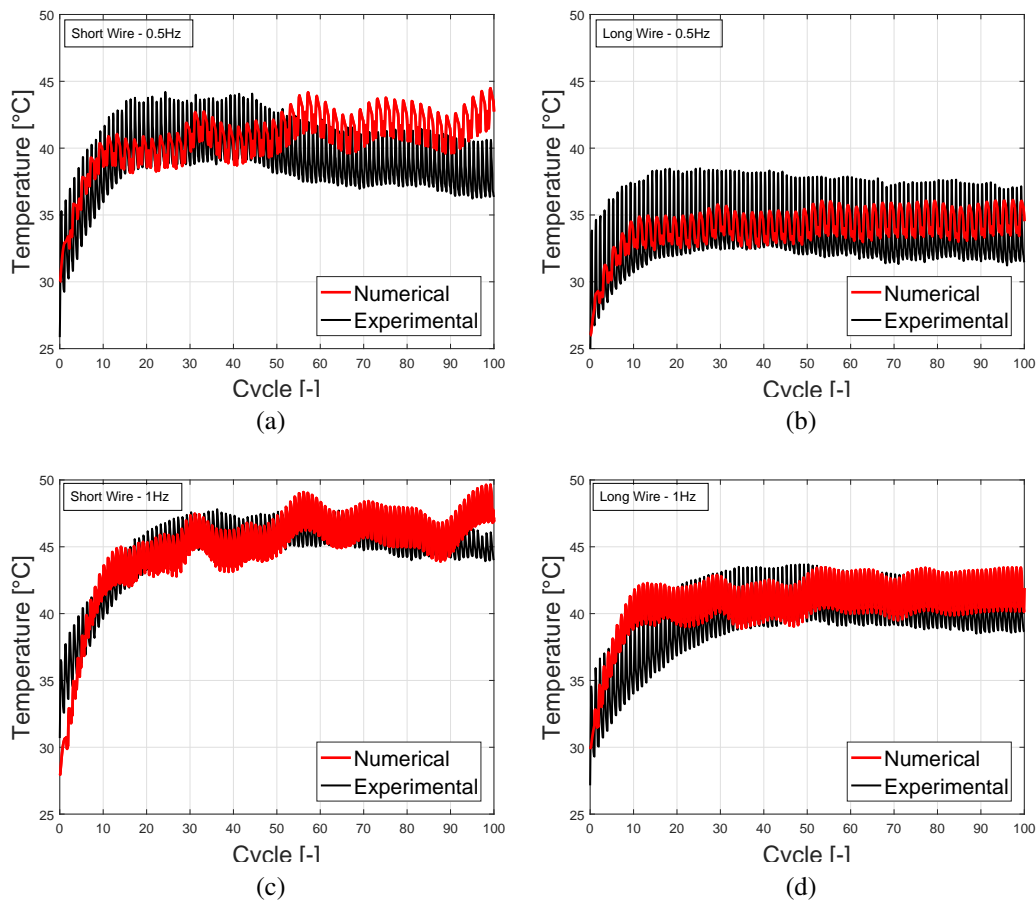 50
45
40
35
30
25
Temperature [°C]
Short Wire - 0.5Hz
Numerical
Experimental
0 10 20 30 40 50 60 70 80 90 100
Cycle [-]
(a)
50
45
40
35
30
25
Temperature [°C]
Long Wire - 0.5Hz
Numerical
Experimental
0 10 20 30 40 50 60 70 80 90 100
Cycle [-]
(b)
50
45
40
35
30
25
Temperature [°C]
Short Wire - 1Hz
Numerical
Experimental
0 10 20 30 40 50 60 70 80 90 100
Cycle [-]
(c)
50
45
40
35
30
25
Temperature [°C]
Long Wire - 1Hz
Numerical
Experimental
0 10 20 30 40 50 60 70 80 90 100
Cycle [-]
(d)